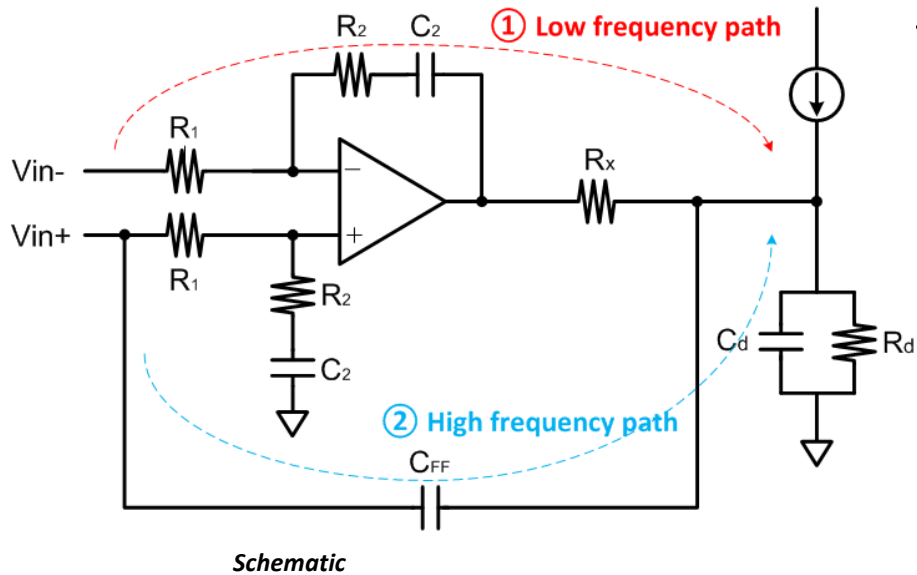 ① Low frequency path
R2 C2
R1
Vin-
Rx
−
Vin+
+
R1
R2
Cd Rd
C2
② High frequency path
CFF
Schematic